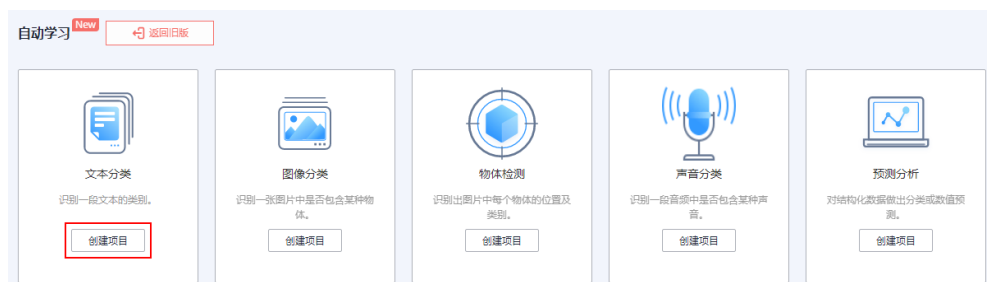 自动学习 New 返回旧版
文本分类
识别一段文本的类别。
创建项目
图像分类
识别一张图片中是否包含某种物
体。
创建项目
物体检测
识别出图片中每个物体的位置及
类别。
创建项目
声音分类
识别一段音频中是否包含某种声
音。
创建项目
预测分析
对结构化数据做出分类或数值预
测。
创建项目